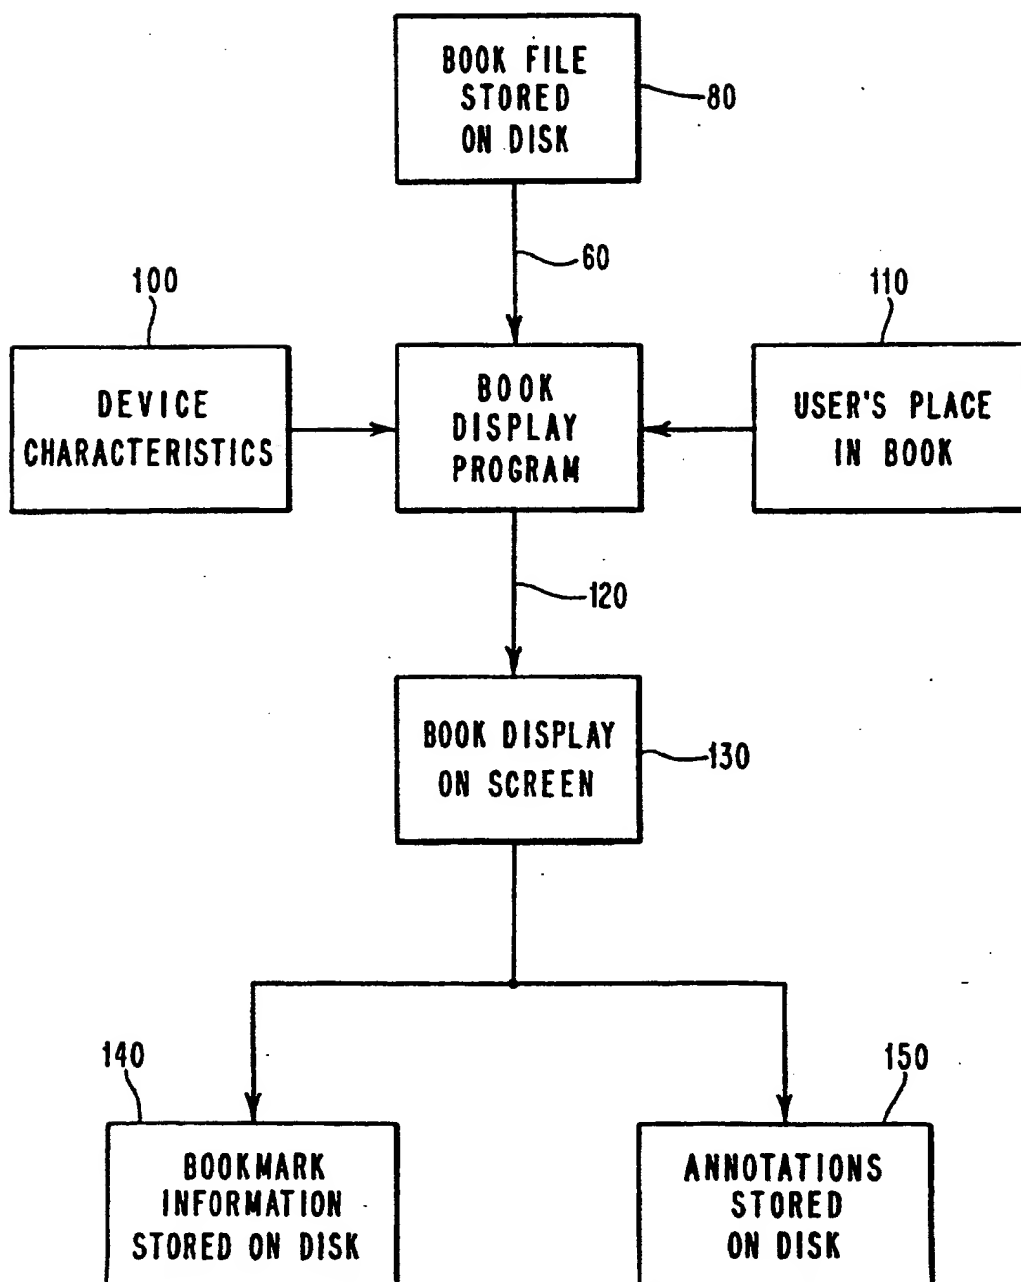 BOOK FILE
STORED
ON DISK
80
60
100
110
DEVICE
CHARACTERISTICS
BOOK
DISPLAY
PROGRAM
USER'S PLACE
IN BOOK
120
BOOK DISPLAY
ON SCREEN
130
140
150
BOOKMARK
INFORMATION
STORED ON DISK
ANNOTATIONS
STORED
ON DISK